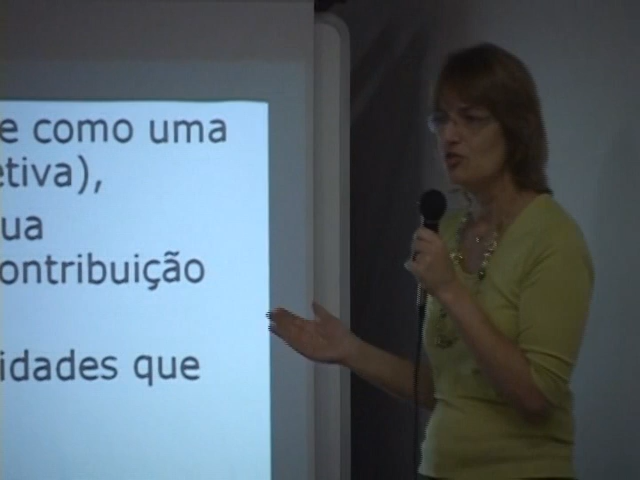 e como uma
etiva),
ua
ontribuição
idades que